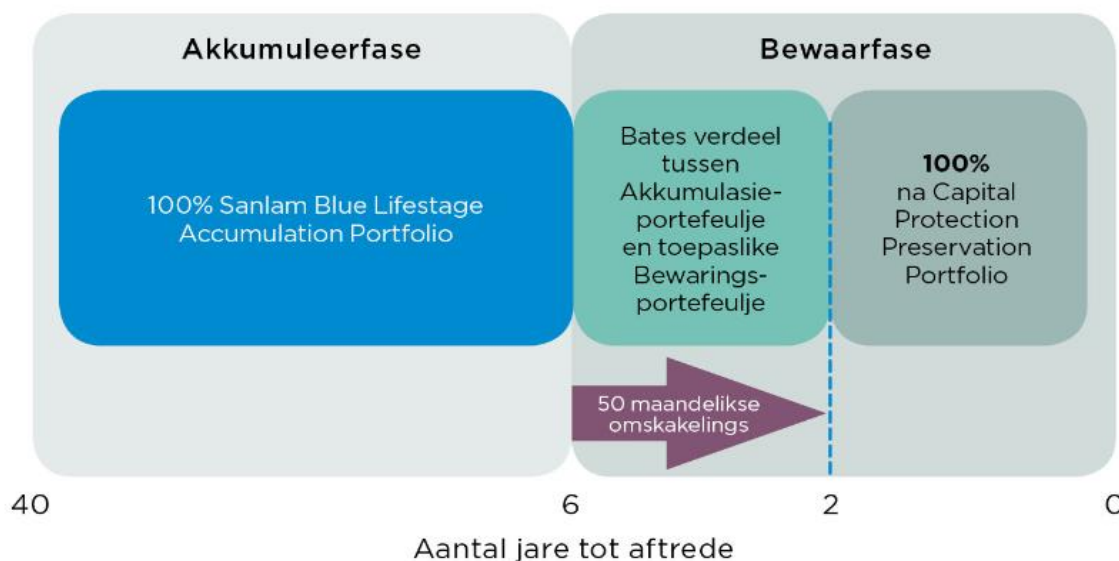 Akkumuleerfase
Bewaarfase
100% Sanlam Blue Lifestage
Accumulation Portfolio
Bates verdeel
tussen
Akkumulasie-
portefeulje
en toepaslike
Bewarings-
portefeulje
100%
na Capital
Protection
Preservation
Portfolio
50 maandelikse
omskakelings
40
6
2
0
Aantal jare tot aftrede